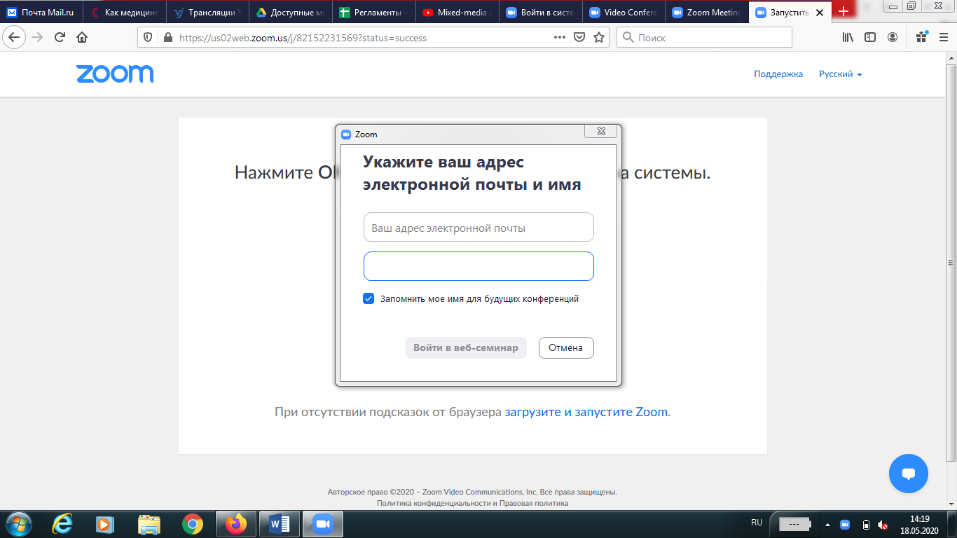 Почта Mail.ru
Как медицин
Трансляции
Доступные м
Регламенты
Mixed-media
Войти в систе
Video Confer
Zoom Meetin
Запустить
https://us02web.zoom.us/j/82152231569?status=success
Поиск
zoom
Поддержка
Русский
Zoom
Укажите ваш адрес
электронной почты и имя
Нажмите
а системы.
Ваш адрес электронной почты
Запомнить мое имя для будущих конференций
Войти в веб-семинар
Отмена
При отсутствии подсказок от браузера загрузите и запустите Zoom.
Авторское право ©2020 – Zoom Video Communications, Inc. Все права защищены.
Политика конфиденциальности и Правовая политика
RU
14:19
18.05.2020